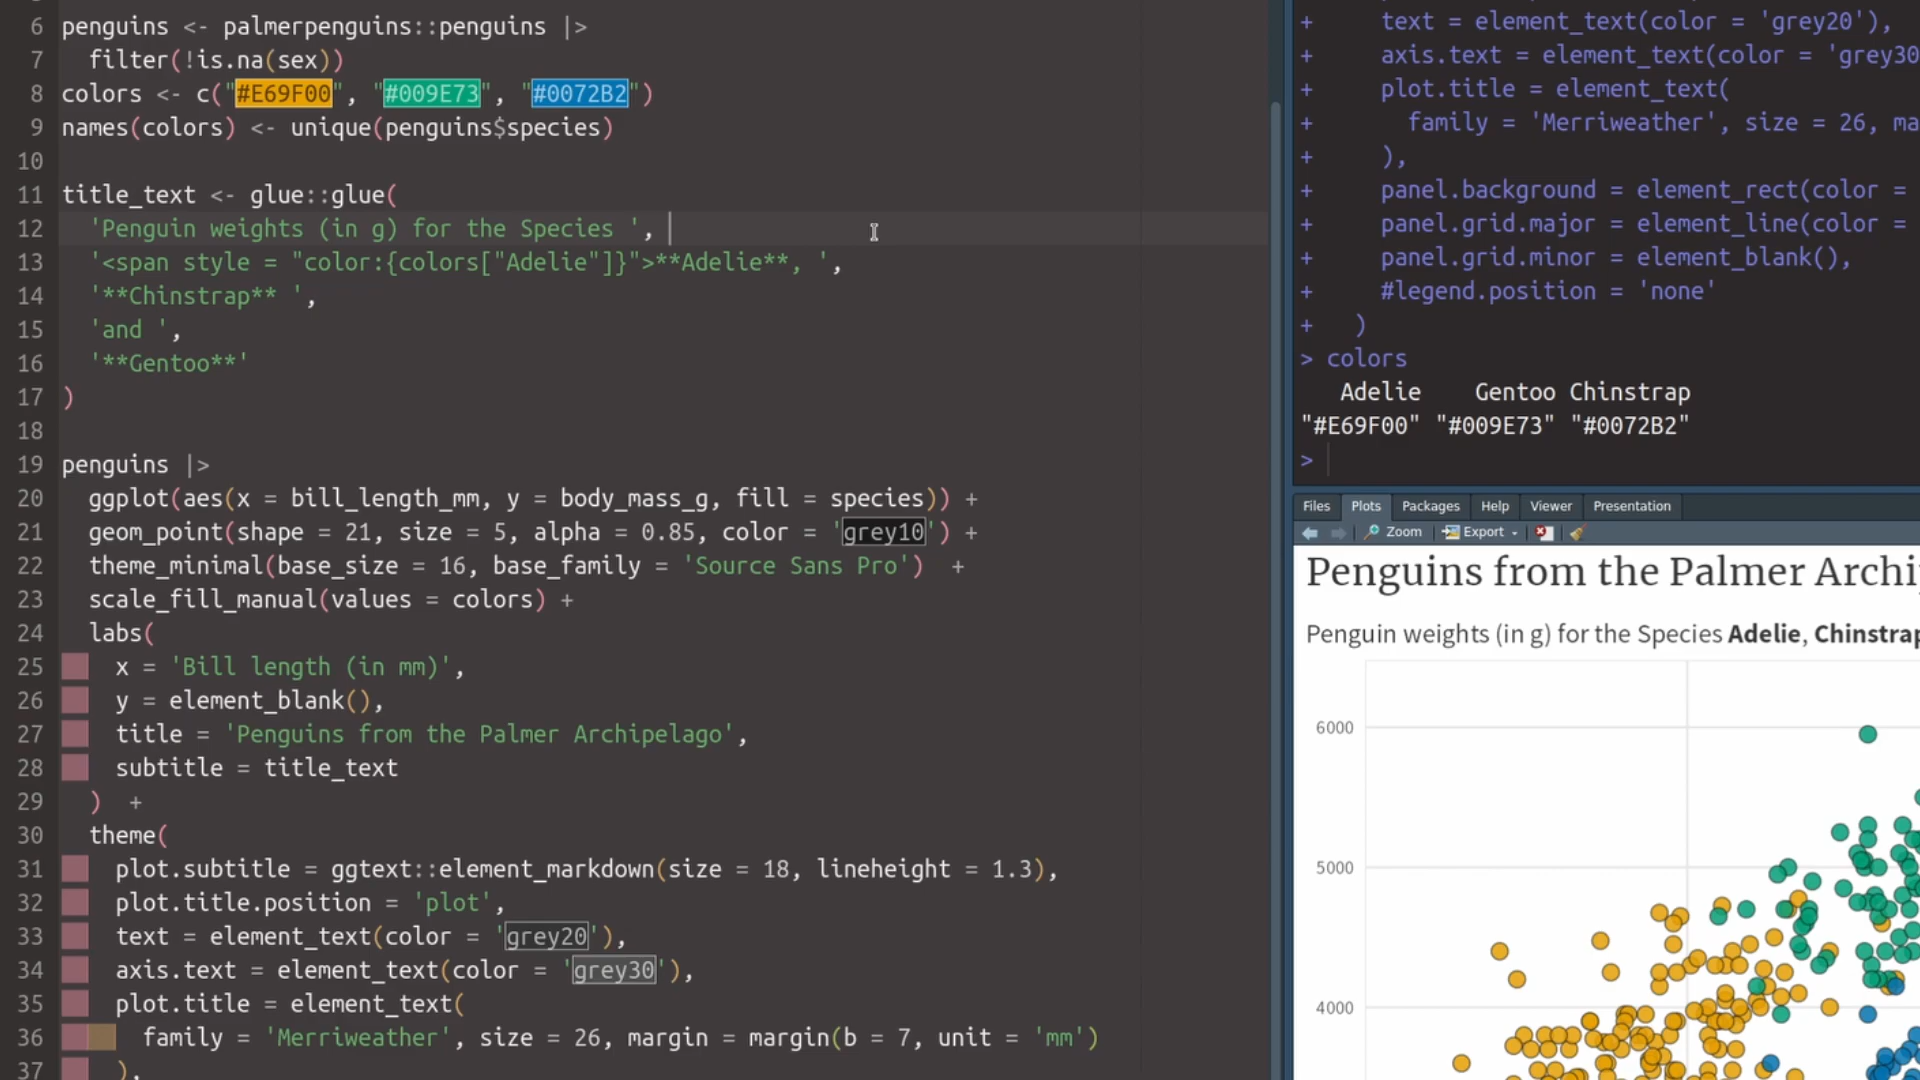 6 penguins <- palmerpenguins::penguins |>
7 filter(!is.na(sex))
8 colors <- c("#E69F00", "#009E73", "#0072B2")
9 names(colors) <- unique(penguins$species)
10
11 title_text <- glue::glue(
12 'Penguin weights (in g) for the Species ',
13 '<span style = "color:{colors["Adelie"]}">**Adelie**, ',
14 '**Chinstrap** ',
15 'and ',
16 '**Gentoo**'
17 )
18
19 penguins |>
20 ggplot(aes(x = bill_length_mm, y = body_mass_g, fill = species)) +
21 geom_point(shape = 21, size = 5, alpha = 0.85, color = 'grey10') +
22 theme_minimal(base_size = 16, base_family = 'Source Sans Pro') +
23 scale_fill_manual(values = colors) +
24 labs(
25 x = 'Bill length (in mm)',
26 y = element_blank(),
27 title = 'Penguins from the Palmer Archipelago',
28 subtitle = title_text
29 ) +
30 theme(
31 plot.subtitle = ggtext::element_markdown(size = 18, lineheight = 1.3),
32 plot.title.position = 'plot',
33 text = element_text(color = 'grey20'),
34 axis.text = element_text(color = 'grey30'),
35 plot.title = element_text(
36 family = 'Merriweather', size = 26, margin = margin(b = 7, unit = 'mm')
37 ),
+ text = element_text(color = 'grey20'),
+ axis.text = element_text(color = 'grey30
+ plot.title = element_text(
+ family = 'Merriweather', size = 26, ma
+ ),
+ panel.background = element_rect(color =
+ panel.grid.major = element_line(color =
+ panel.grid.minor = element_blank(),
+ #legend.position = 'none'
+ )
> colors
Adelie Gentoo Chinstrap
"#E69F00" "#009E73" "#0072B2"
>
Files Plots Packages Help Viewer Presentation
Zoom Export
Penguins from the Palmer Archip
Penguin weights (in g) for the Species Adelie, Chinstrap
6000
5000
4000